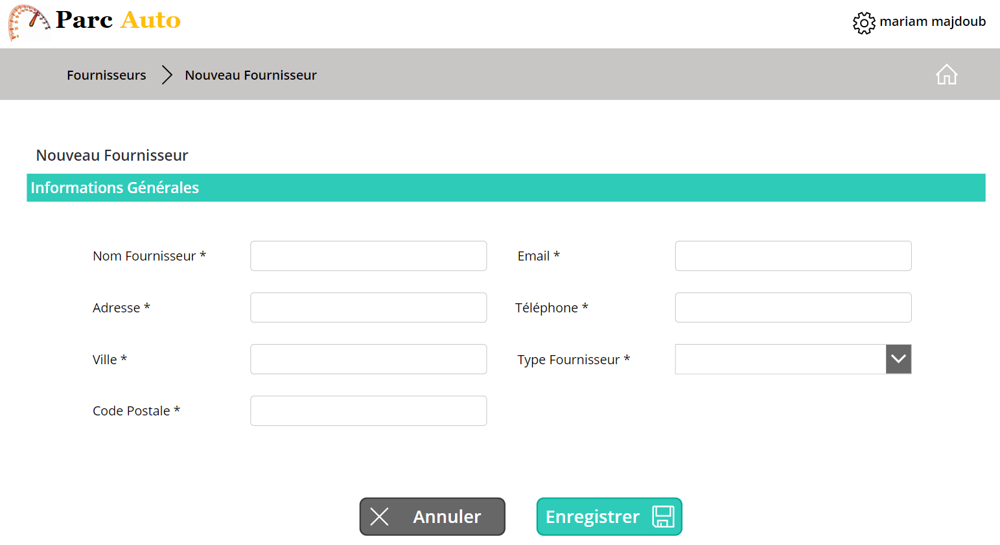 Parc Auto
mariam majdoub
Fournisseurs
Nouveau Fournisseur
Nouveau Fournisseur
Informations Générales
Nom Fournisseur *
Email *
Adresse *
Téléphone *
Ville *
Type Fournisseur *
Code Postale *
Annuler
Enregistrer